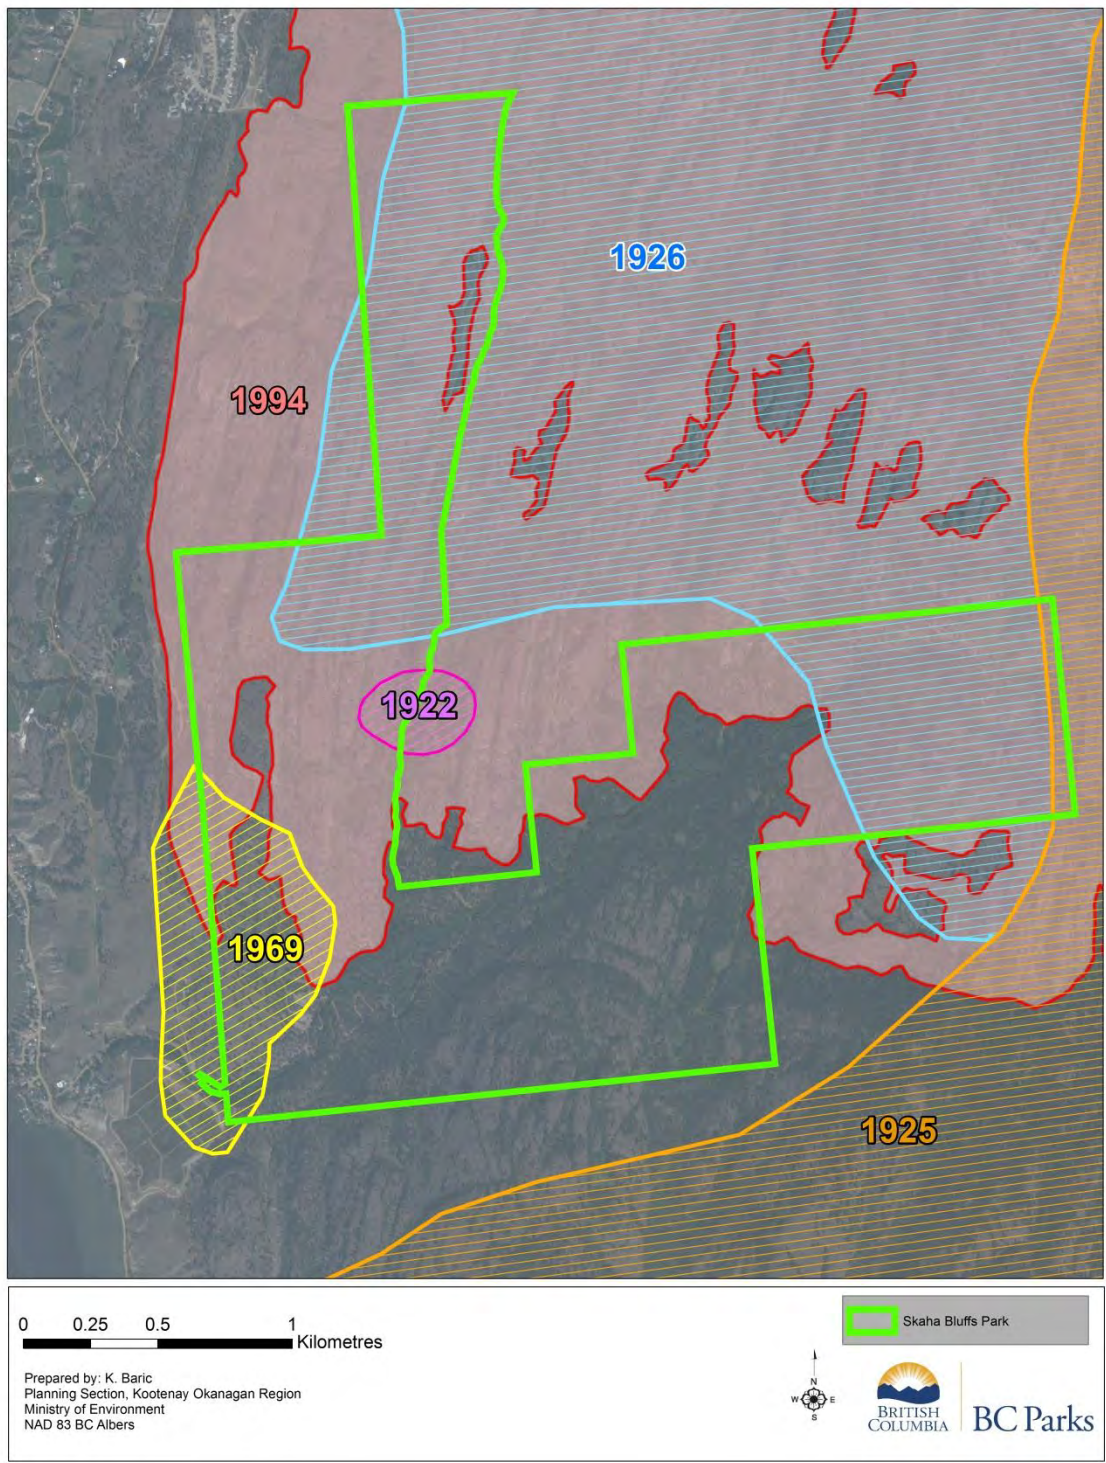 1926
1994
1922
1969
1925
0 0.25 0.5 1
Kilometres
Skaha Bluffs Park
Prepared by: K. Baric
Planning Section, Kootenay Okanagan Region
Ministry of Environment
NAD 83 BC Albers
N
W E
S
BRITISH
COLUMBIA
BC Parks